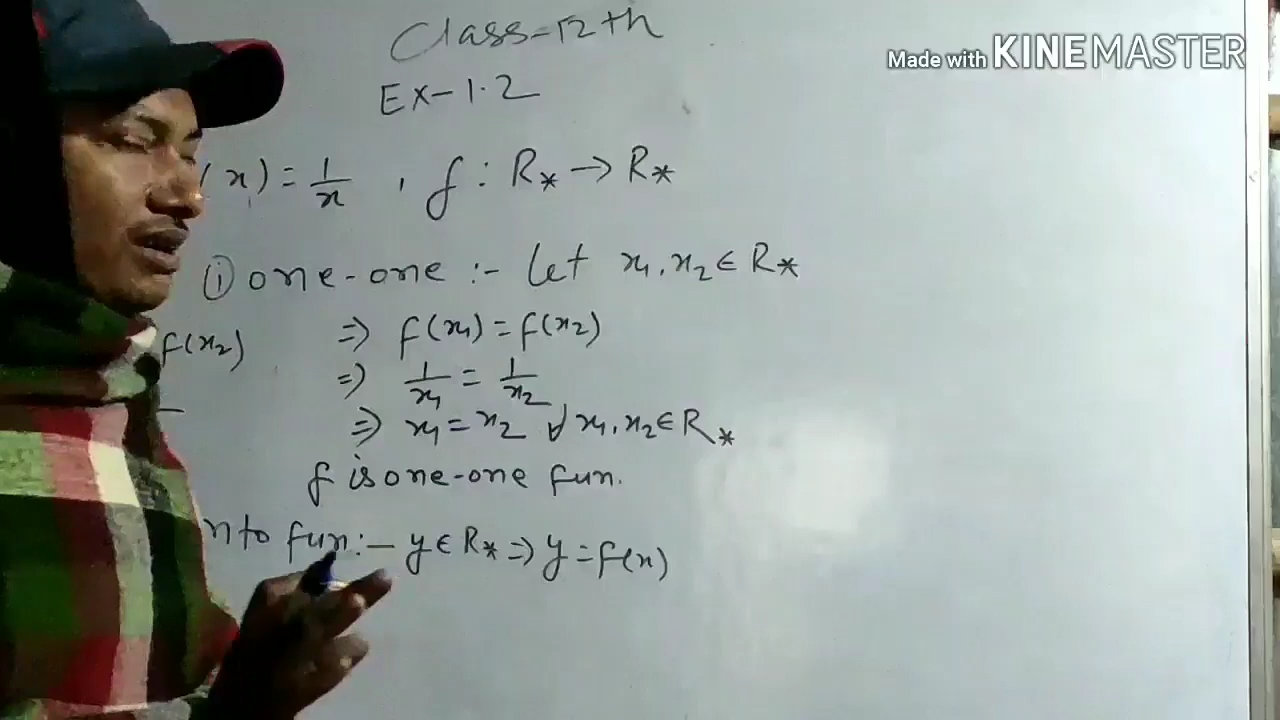 Class-12th
Made with KINEMASTER
Ex-1.2
(x) = 1/x , f : R* → R*
① one-one :- Let x1, x2 ∈ R*
f(x2) ⇒ f(x1) = f(x2)
⇒ 1/x1 = 1/x2
⇒ x1 = x2 ∀ x1, x2 ∈ R*
f is one-one fun.
nto fun :- y ∈ R* ⇒ y = f(x)